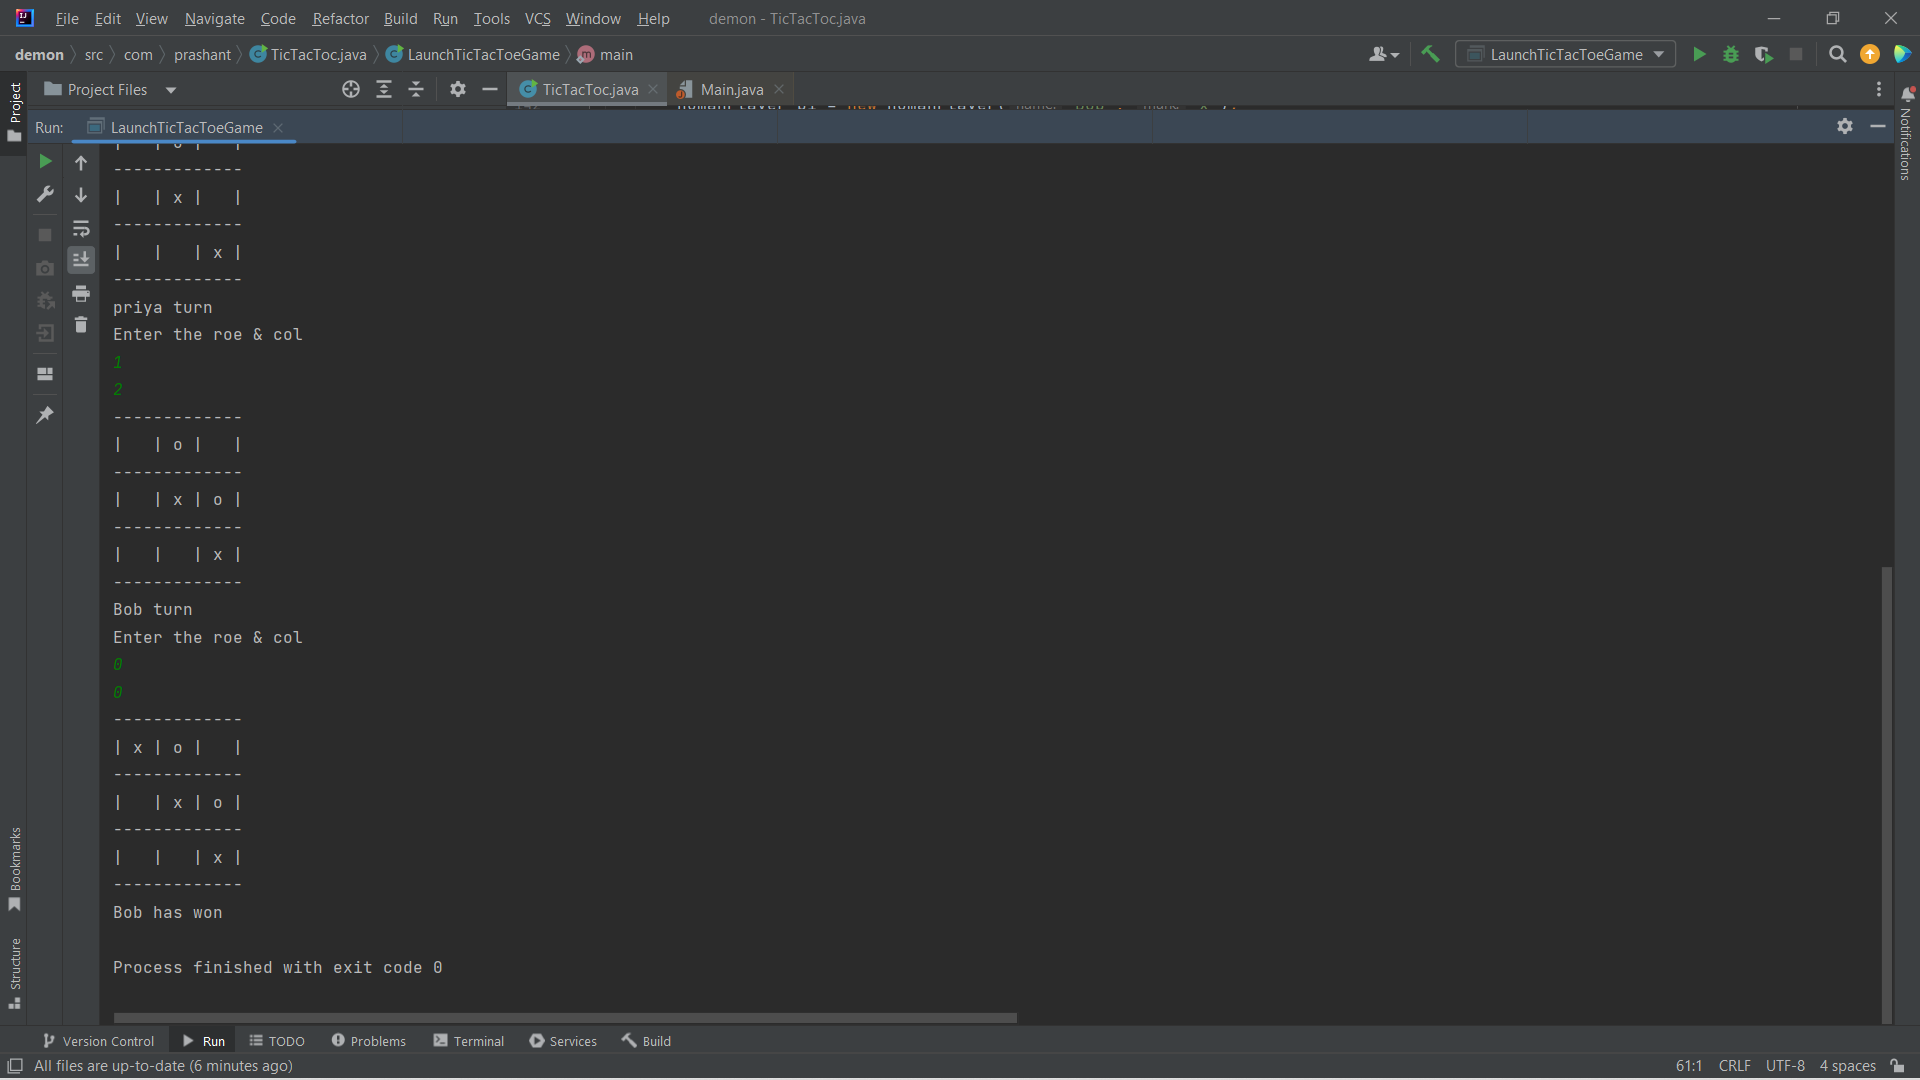 File Edit View Navigate Code Refactor Build Run Tools VCS Window Help demon - TicTacToc.java
demon src com prashant TicTacToc.java LaunchTicTacToeGame main LaunchTicTacToeGame
Project Project Files TicTacToc.java Main.java
Run: LaunchTicTacToeGame
Notifications
-------------
|   | x |   |
-------------
|   |   | x |
-------------
priya turn
Enter the roe & col
1
2
-------------
|   | o |   |
-------------
|   | x | o |
-------------
|   |   | x |
-------------
Bob turn
Enter the roe & col
0
0
-------------
| x | o |   |
-------------
|   | x | o |
-------------
|   |   | x |
-------------
Bob has won
Process finished with exit code 0
Bookmarks
Structure
Version Control Run TODO Problems Terminal Services Build
All files are up-to-date (6 minutes ago) 61:1 CRLF UTF-8 4 spaces